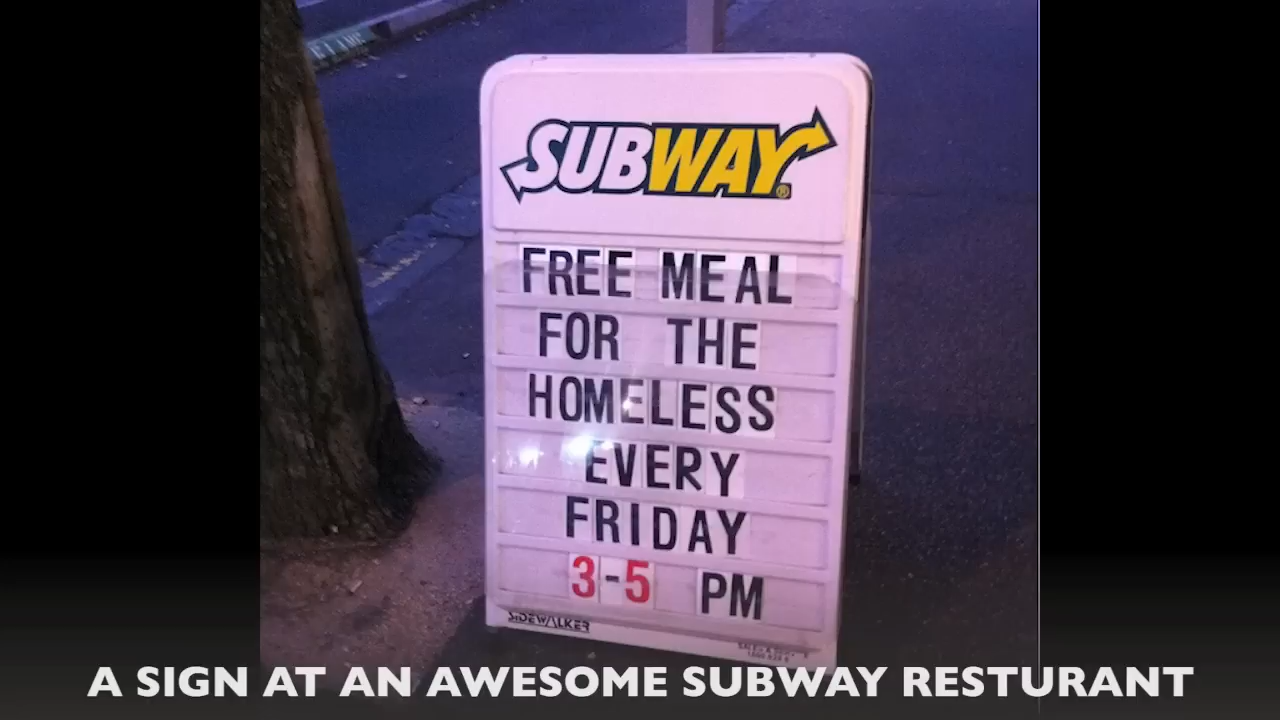 SUBWAY
FREE MEAL
FOR THE
HOMELESS
EVERY
FRIDAY
3-5 PM
SIDEWALKER
A SIGN AT AN AWESOME SUBWAY RESTURANT